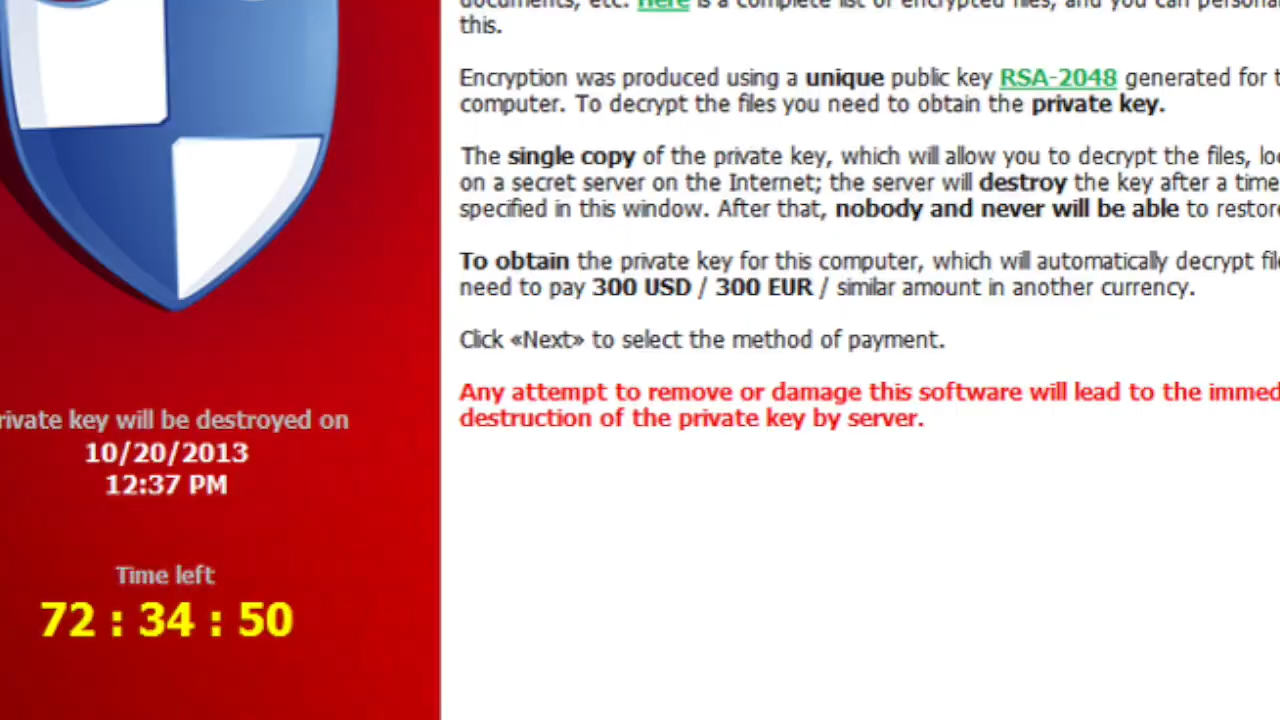 documents, etc. Here is a complete list of encrypted files, and you can
this.
Encryption was produced using a unique public key RSA-2048 generated for
computer. To decrypt the files you need to obtain the private key.
The single copy of the private key, which will allow you to decrypt the files,
on a secret server on the Internet; the server will destroy the key after a time
specified in this window. After that, nobody and never will be able to
To obtain the private key for this computer, which will automatically decrypt
need to pay 300 USD / 300 EUR / similar amount in another currency.
Click «Next» to select the method of payment.
Any attempt to remove or damage this software will lead to the
destruction of the private key by server.
key will be destroyed on
10/20/2013
12:37 PM
Time left
72 : 34 : 50